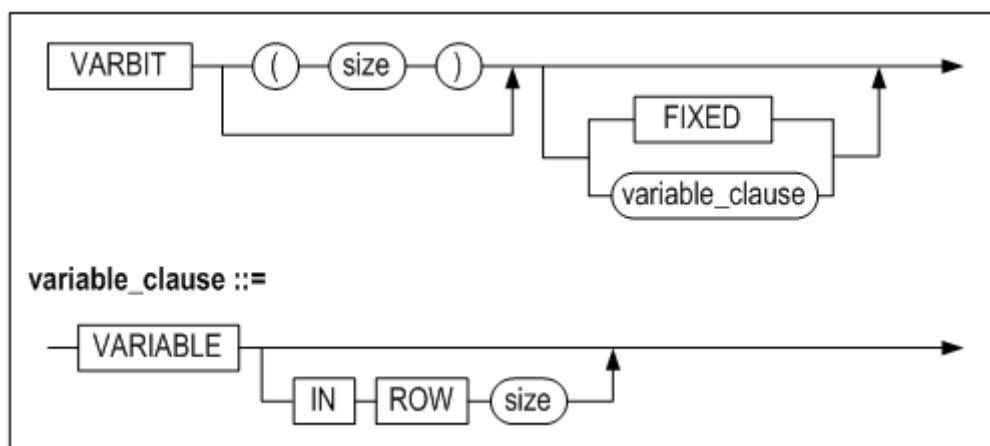 VARBIT ( size )
FIXED
variable_clause
variable_clause ::=
VARIABLE
IN ROW size